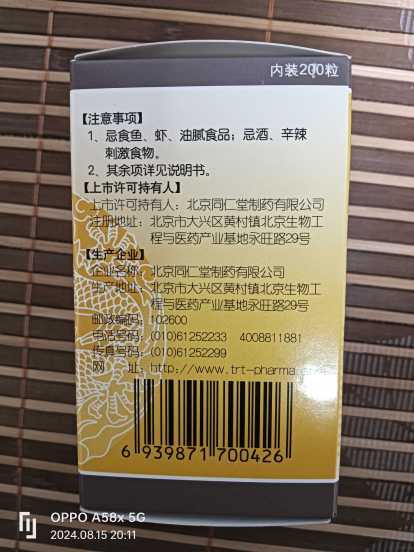 内装200粒
【注意事项】
1、忌食鱼、虾、油腻食品；忌酒、辛辣
刺激食物。
2、其余项详见说明书。
【上市许可持有人】
上市许可持有人：北京同仁堂制药有限公司
注册地址：北京市大兴区黄村镇北京生物工
程与医药产业基地永旺路29号
【生产企业】
企业名称：北京同仁堂制药有限公司
生产地址：北京市大兴区黄村镇北京生物工
程与医药产业基地永旺路29号
邮政编码：102600
电话号码：(010)61252233 4008811881
传真号码：(010)61252299
网 址：http://www.trt-pharma.
6 939871 700426
OPPO A58x 5G
2024.08.15 20:11